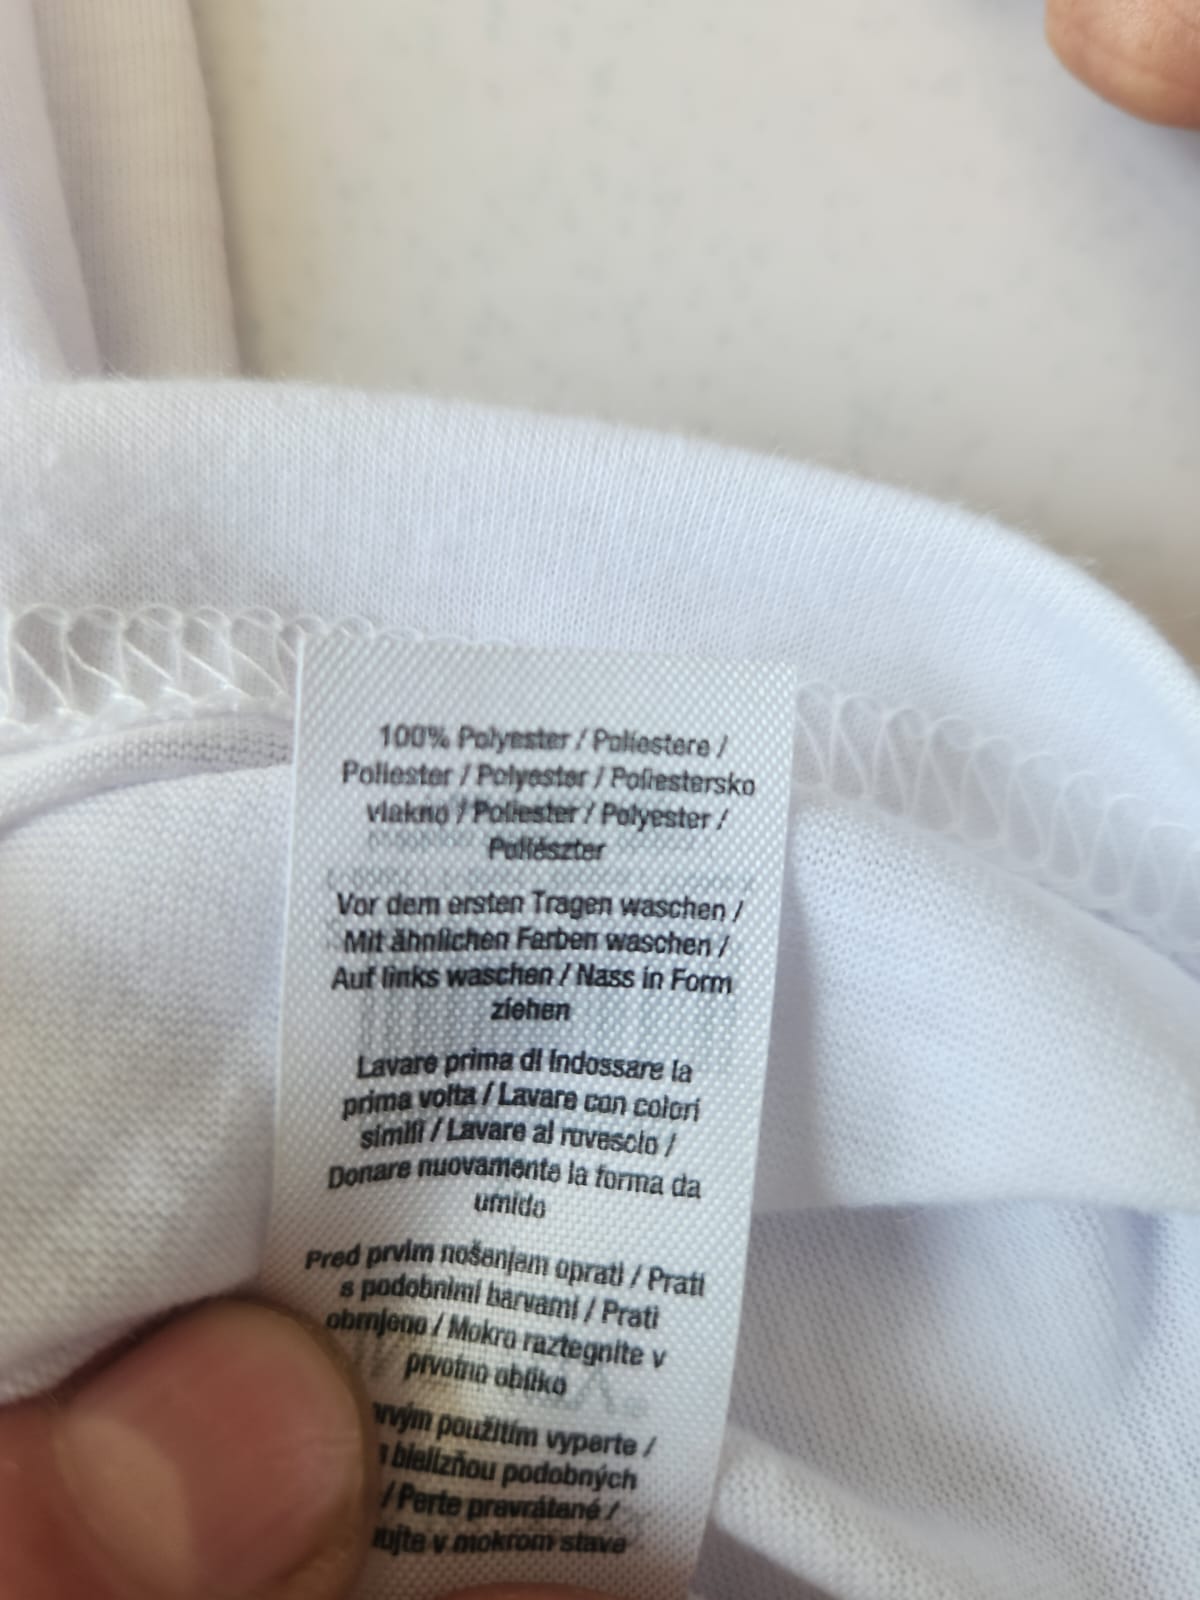 100% Polyester / Poliestere /
Poliester / Polyester / Poliestersko
vlakno / Poliester / Polyester /
Poliészter
Vor dem ersten Tragen waschen /
Mit ähnlichen Farben waschen /
Auf links waschen / Nass in Form
ziehen
Lavare prima di indossare la
prima volta / Lavare con colori
simili / Lavare al rovescio /
Donare nuovamente la forma da
umido
Pred prvim nošenjem oprati / Prati
s podobnimi barvami / Prati
obrnjeno / Mokro raztegnite v
prvotno obliko
použitím vyperte /
bielizňou podobných
/ Perte prevrátené /
v mokrom stave